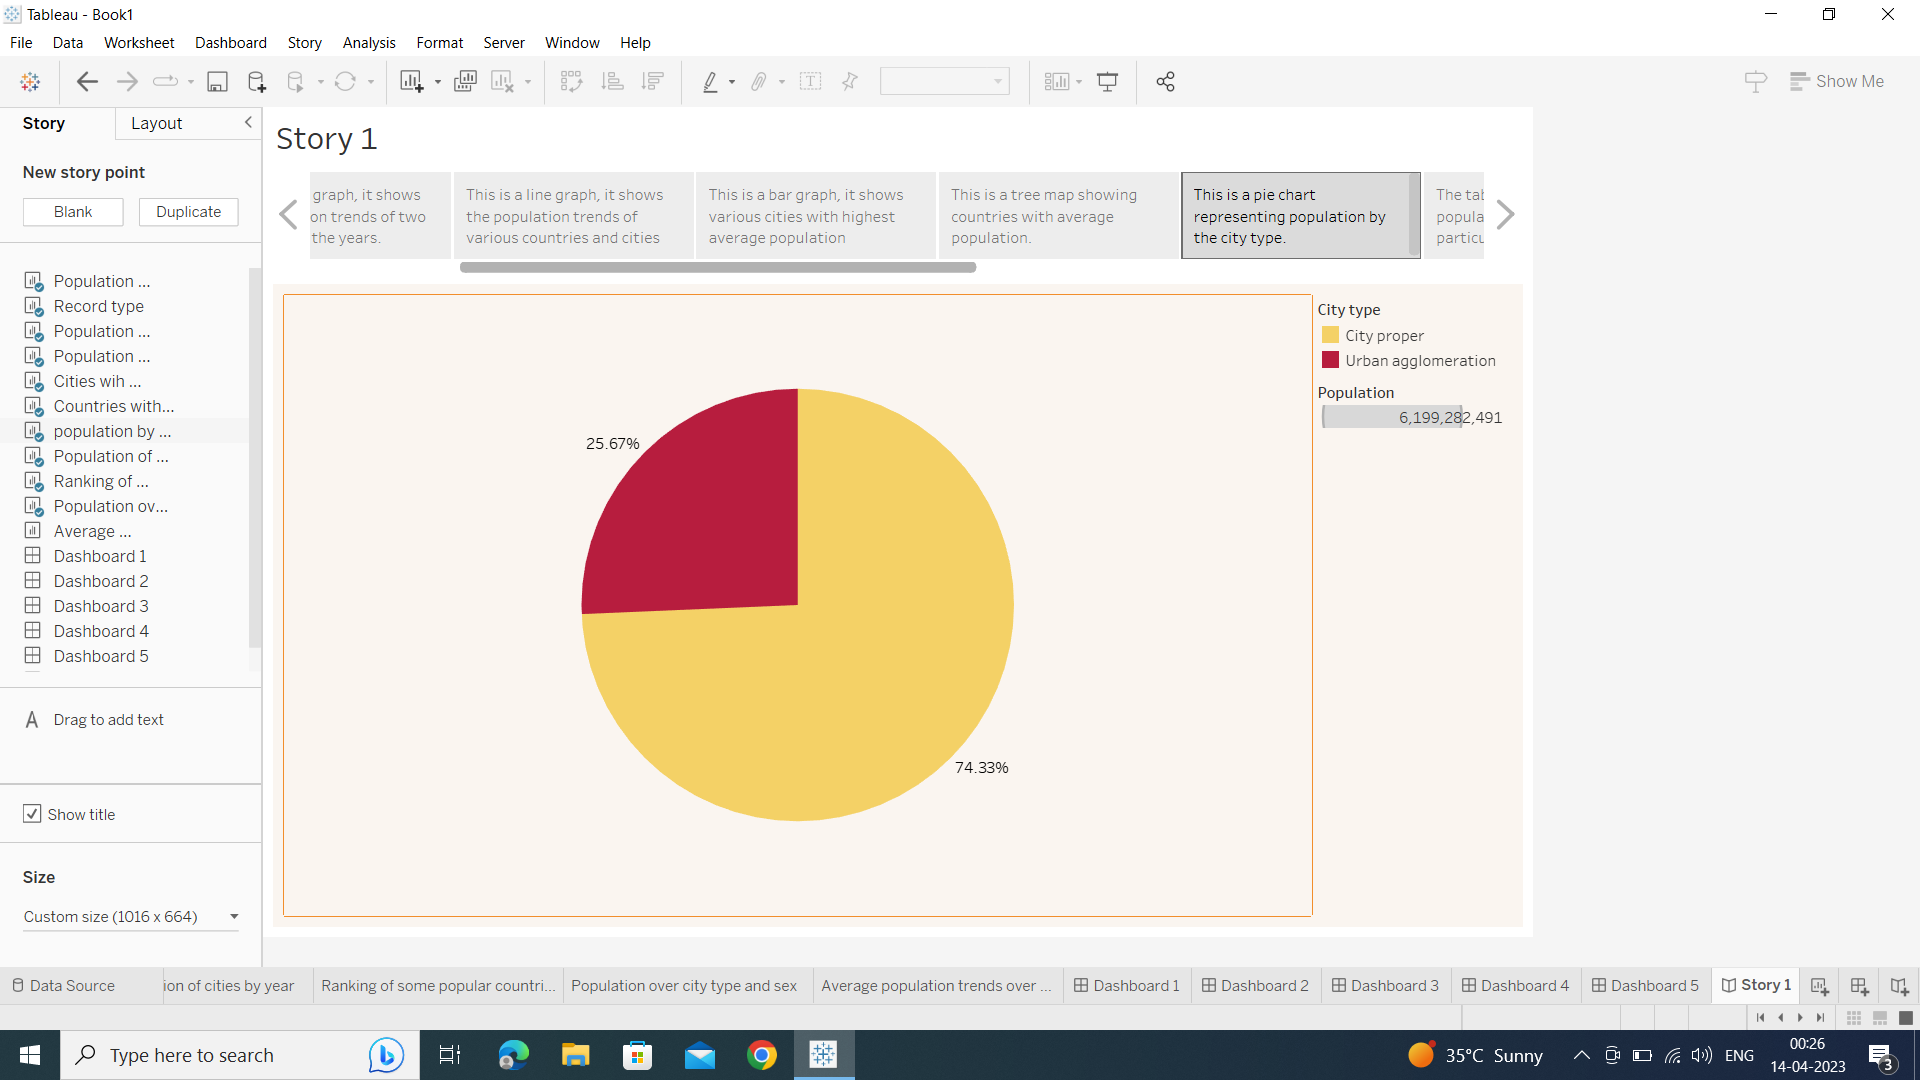 Tableau - Book1
File Data Worksheet Dashboard Story Analysis Format Server Window Help
Show Me
Story Layout
New story point
Blank Duplicate
Population ...
Record type
Population ...
Population ...
Cities wih ...
Countries with...
population by ...
Population of ...
Ranking of ...
Population ov...
Average ...
Dashboard 1
Dashboard 2
Dashboard 3
Dashboard 4
Dashboard 5
A Drag to add text
Show title
Size
Custom size (1016 x 664)
Story 1
graph, it shows
on trends of two
the years.
This is a line graph, it shows
the population trends of
various countries and cities
This is a bar graph, it shows
various cities with highest
average population
This is a tree map showing
countries with average
population.
This is a pie chart
representing population by
the city type.
The tab
popula
particu
25.67%
74.33%
City type
City proper
Urban agglomeration
Population
6,199,282,491
Data Source ion of cities by year Ranking of some popular countri... Population over city type and sex Average population trends over ... Dashboard 1 Dashboard 2 Dashboard 3 Dashboard 4 Dashboard 5 Story 1
Type here to search
35°C Sunny
ENG
00:26
14-04-2023
3